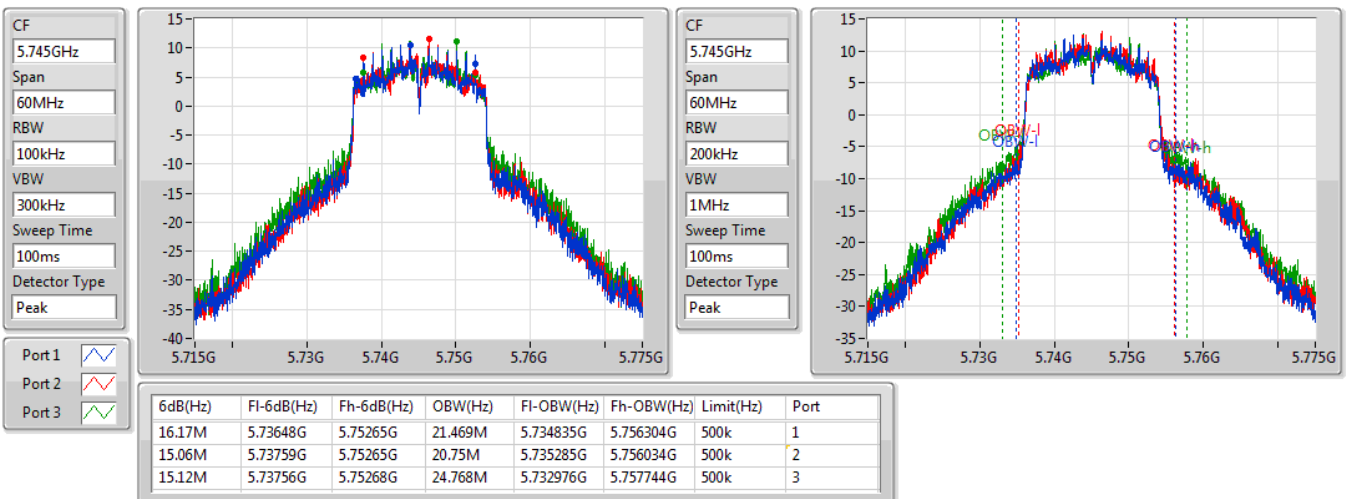 CF
5.745GHz
Span
60MHz
RBW
100kHz
VBW
300kHz
Sweep Time
100ms
Detector Type
Peak
Port 1
Port 2
Port 3
15
10
5
0
-5
-10
-15
-20
-25
-30
-35
-40
5.715G 5.73G 5.74G 5.75G 5.76G 5.775G
CF
5.745GHz
Span
60MHz
RBW
200kHz
VBW
1MHz
Sweep Time
100ms
Detector Type
Peak
15
10
5
0
-5
-10
-15
-20
-25
-30
-35
OBW-l
OBW-l
5.715G 5.73G 5.74G 5.75G 5.76G 5.775G
6dB(Hz) Fl-6dB(Hz) Fh-6dB(Hz) OBW(Hz) Fl-OBW(Hz) Fh-OBW(Hz) Limit(Hz) Port
16.17M 5.73648G 5.75265G 21.469M 5.734835G 5.756304G 500k 1
15.06M 5.73759G 5.75265G 20.75M 5.735285G 5.756034G 500k 2
15.12M 5.73756G 5.75268G 24.768M 5.732976G 5.757744G 500k 3